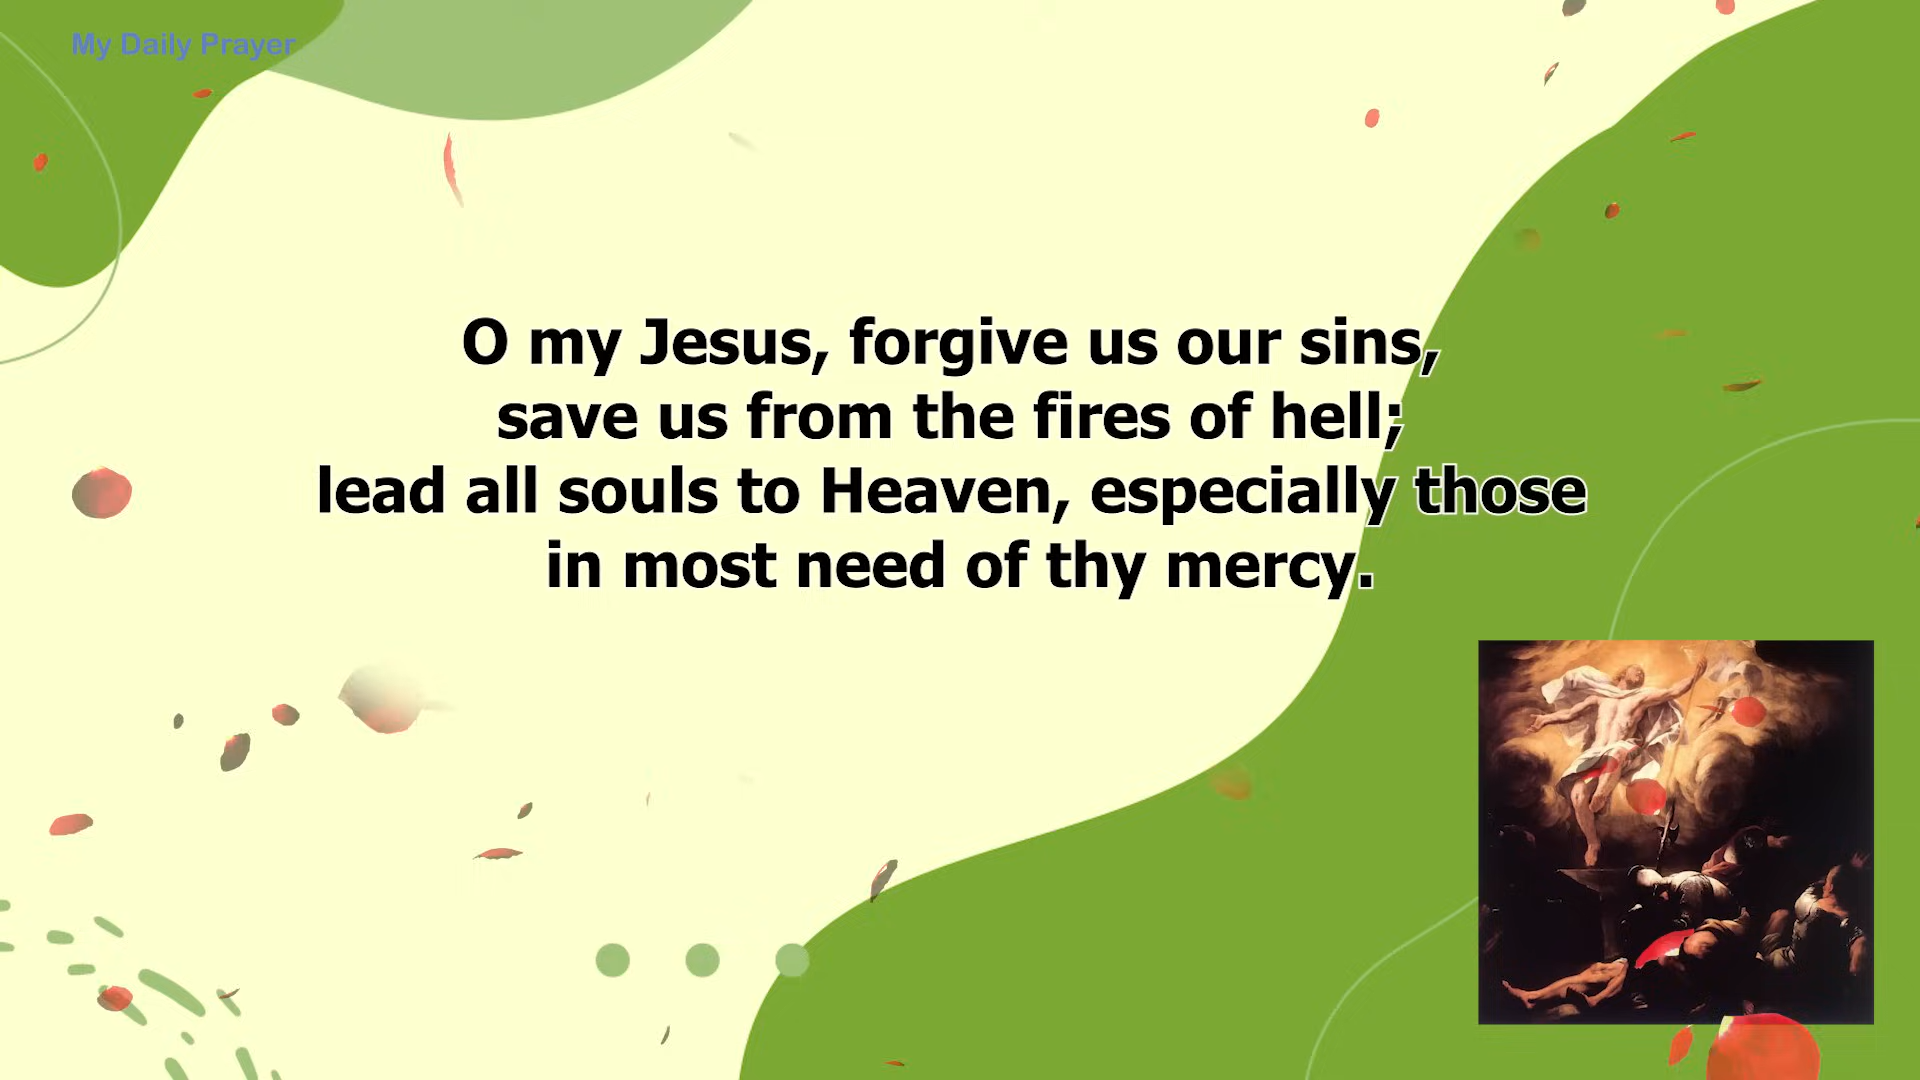 My Daily Prayer
O my Jesus, forgive us our sins,
save us from the fires of hell;
lead all souls to Heaven, especially those
in most need of thy mercy.